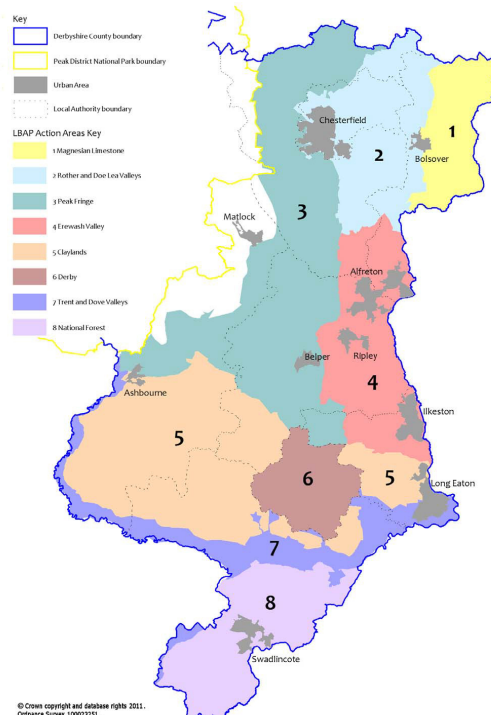 Key
Derbyshire County boundary
Peak District National Park boundary
Urban Area
Local Authority boundary
LBAP Action Areas Key
1 Magnesian Limestone
2 Rother and Doe Lea Valleys
3 Peak Fringe
4 Erewash Valley
5 Claylands
6 Derby
7 Trent and Dove Valleys
8 National Forest
Chesterfield
1
2
Bolsover
3
Matlock
Alfreton
Belper
Ripley
4
Ashbourne
Ilkeston
5
5
6
Long Eaton
7
8
Swadlincote
© Crown copyright and database rights 2011.
Ordnance Survey 100023251